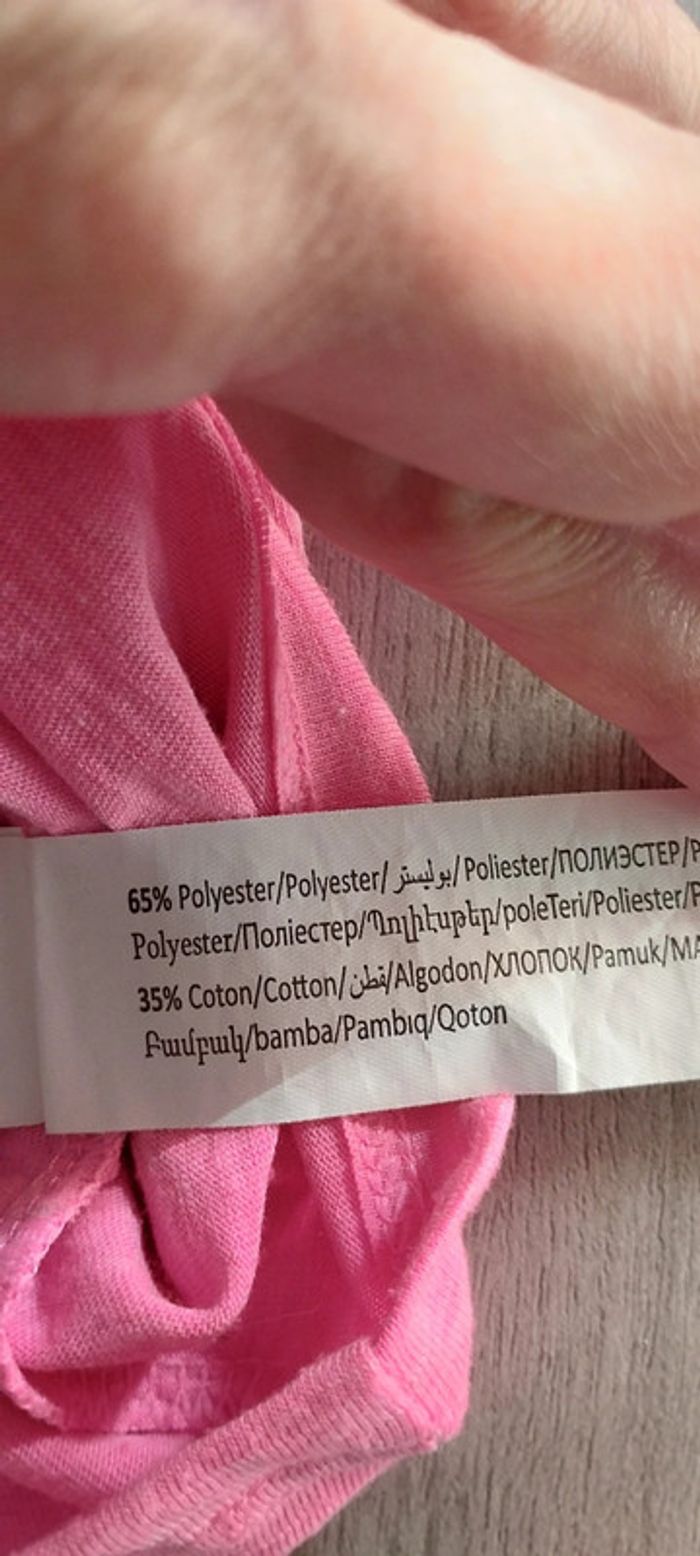 65% Polyester/Polyester/بوليستر/Poliester/ПОЛИЭСТЕР/P
Polyester/Поліестер/Պոլիէսթեր/poleTeri/Poliester/P
35% Coton/Cotton/قطن/Algodon/ХЛОПОК/Pamuk/MA
Բամբակ/bamba/Pambıq/Qoton